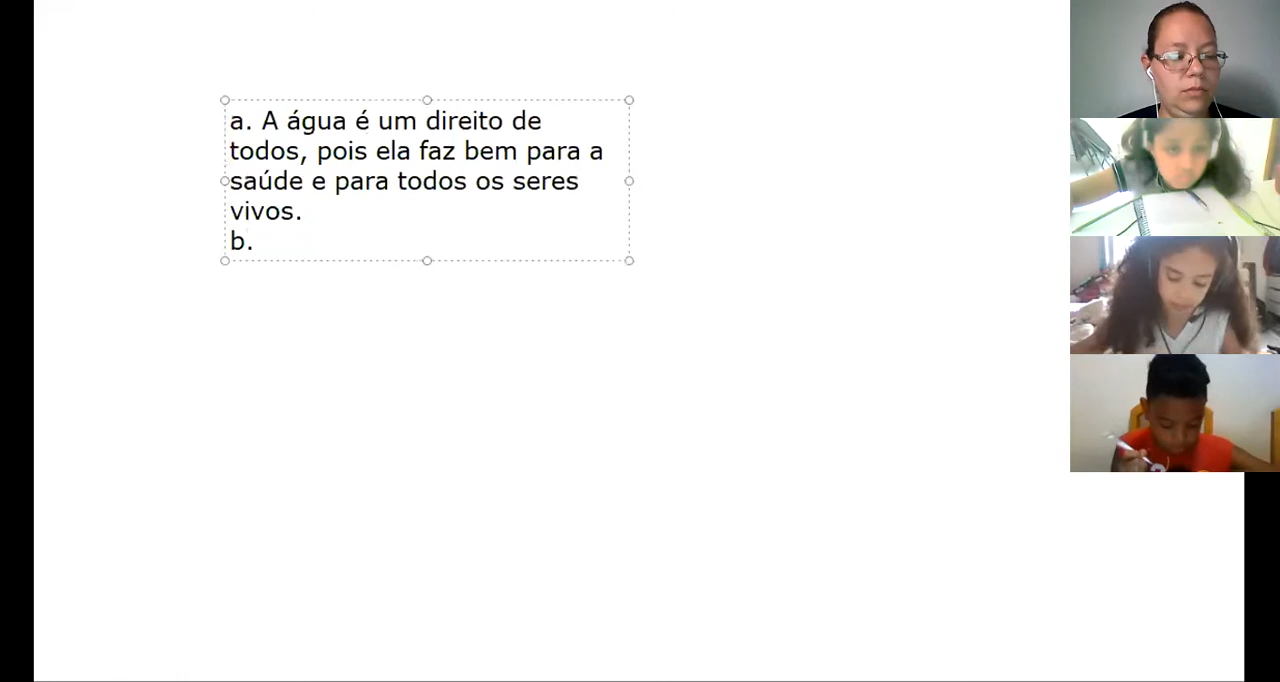 a. A água é um direito de
todos, pois ela faz bem para a
saúde e para todos os seres
vivos.
b.